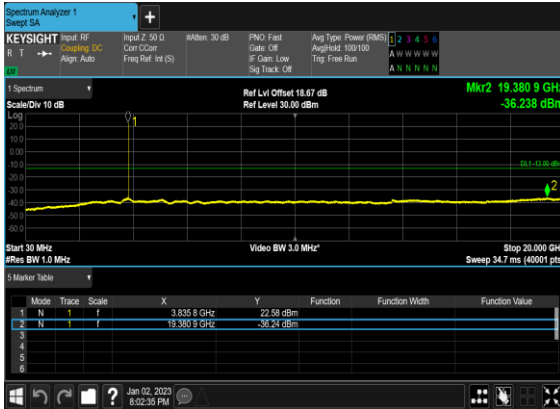 Spectrum Analyzer 1
Swept SA
+
KEYSIGHT Input: RF Input Z: 50 Ω #Atten: 30 dB PNO: Fast Avg Type: Power (RMS) 1 2 3 4 5 6
R T Coupling: DC Corr CCorr Gate: Off Avg|Hold: 100/100 A W W W W W
Align: Auto Freq Ref: Int (S) IF Gain: Low Trig: Free Run
Sig Track: Off A N N N N N
1 Spectrum Ref Lvl Offset 18.67 dB Mkr2 19.380 9 GHz
Scale/Div 10 dB Ref Level 30.00 dBm -36.238 dBm
Log
20.0
10.0
0.00
-10.0
-20.0
-30.0
-40.0
-50.0
-60.0
1
DL1 -13.00 dBm
2
Start 30 MHz Video BW 3.0 MHz* Stop 20.000 GH
#Res BW 1.0 MHz Sweep 34.7 ms (40001 pts
5 Marker Table
Mode Trace Scale X Y Function Function Width Function Value
1 N 1 f 3.835 8 GHz 22.58 dBm
2 N 1 f 19.380 9 GHz -36.24 dBm
3
4
5
6
? Jan 02, 2023
8:02:35 PM